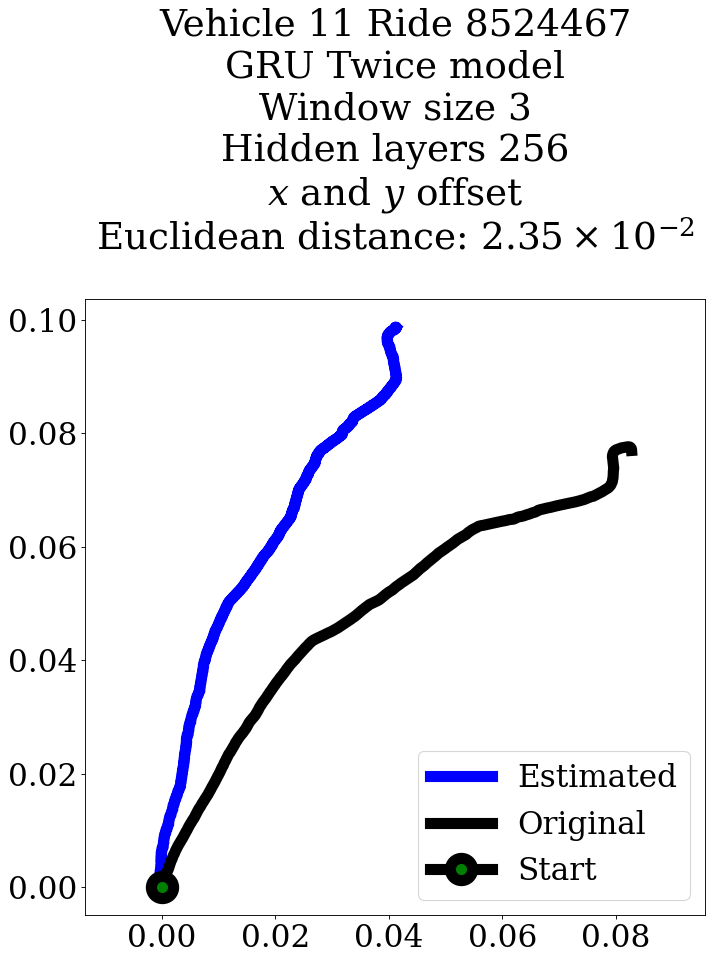 Vehicle 11 Ride 8524467
GRU Twice model
Window size 3
Hidden layers 256
x and y offset
Euclidean distance: 2.35 × 10⁻²
0.10
0.08
0.06
0.04
0.02
0.00
Estimated
Original
Start
0.00 0.02 0.04 0.06 0.08